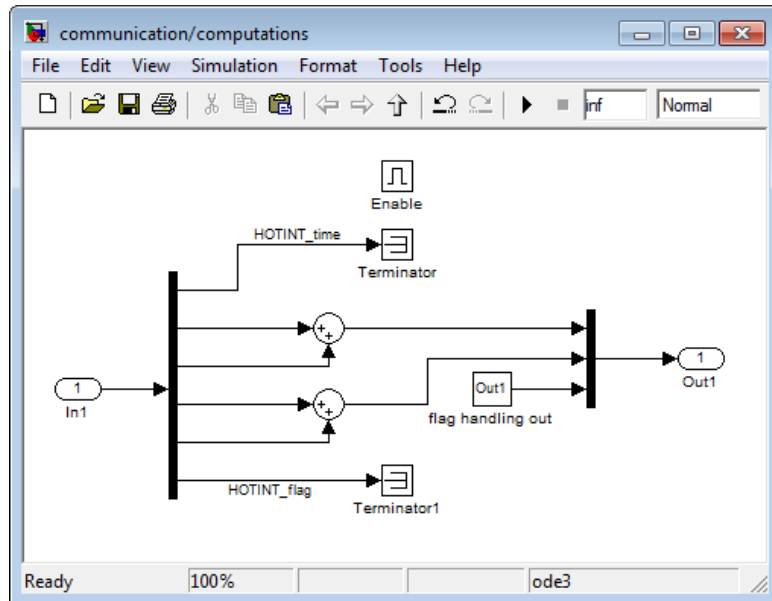 communication/computations
File Edit View Simulation Format Tools Help
inf Normal
Enable
HOTINT_time
Terminator
1
In1
Out1
flag handling out
1
Out1
HOTINT_flag
Terminator1
Ready 100% ode3